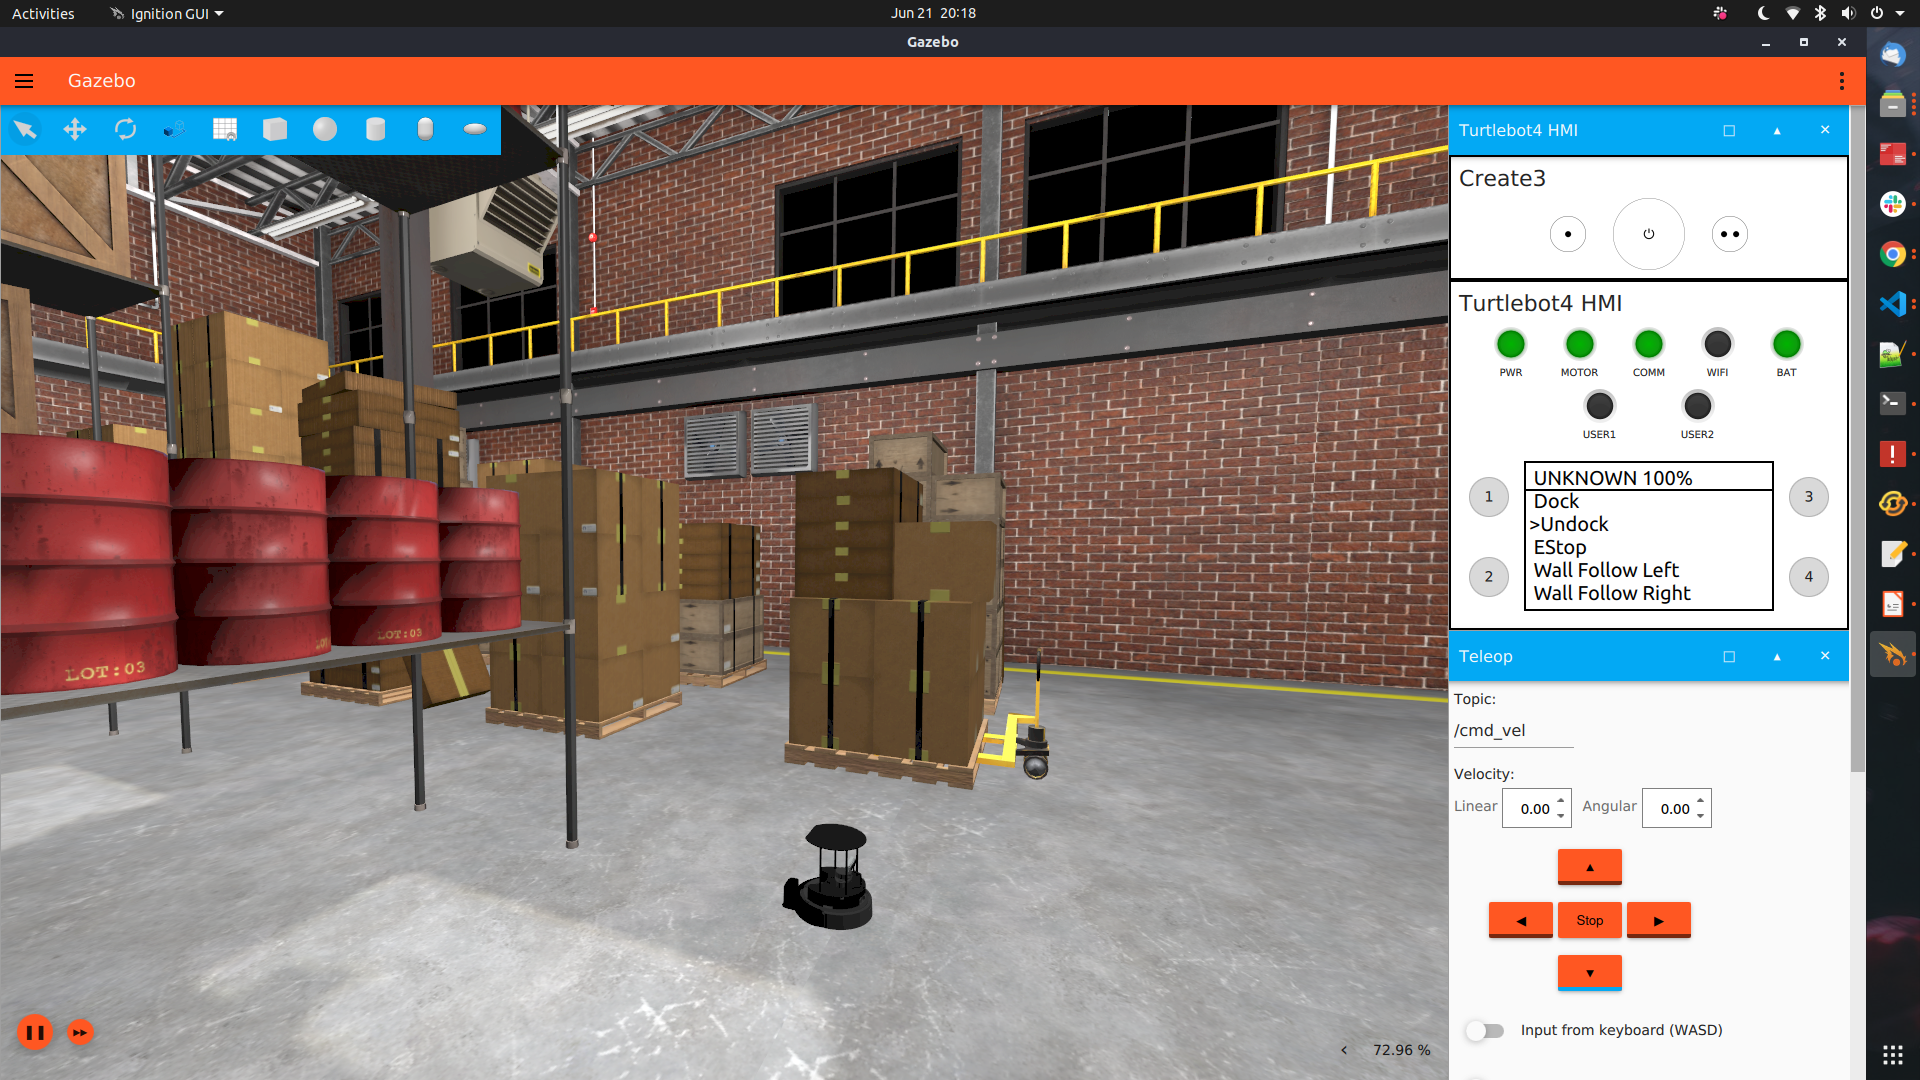 Activities
Ignition GUI
Jun 21 20:18
Gazebo
Gazebo
Turtlebot4 HMI
Create3
Turtlebot4 HMI
PWR
MOTOR
COMM
WIFI
BAT
USER1
USER2
1
2
3
4
UNKNOWN 100%
Dock
>Undock
EStop
Wall Follow Left
Wall Follow Right
Teleop
Topic:
/cmd_vel
Velocity:
Linear
0.00
Angular
0.00
Stop
Input from keyboard (WASD)
LOT:03
LOT:03
72.96 %